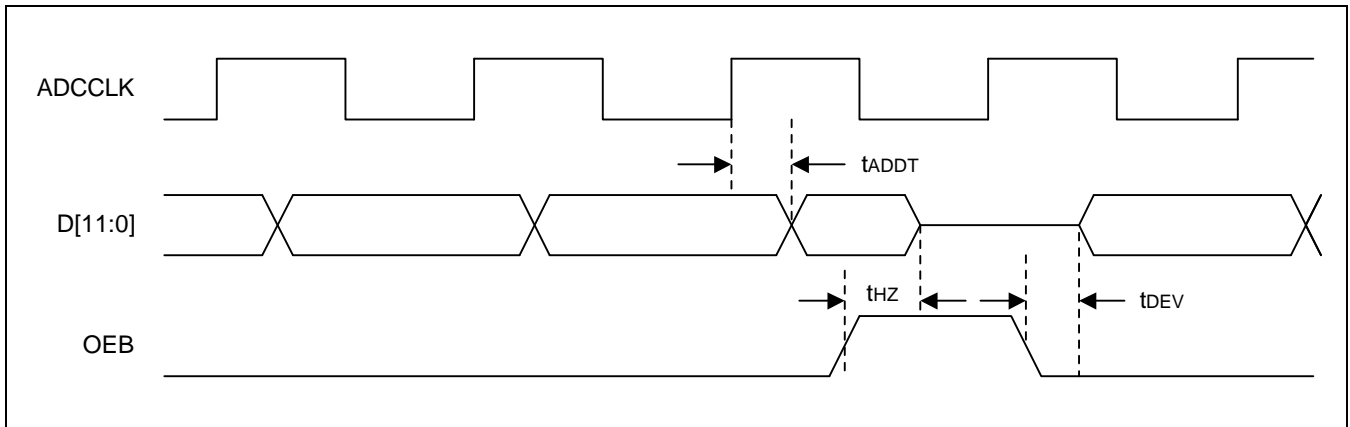 ADCCLK
tADDT
D[11:0]
tHZ
tDEV
OEB